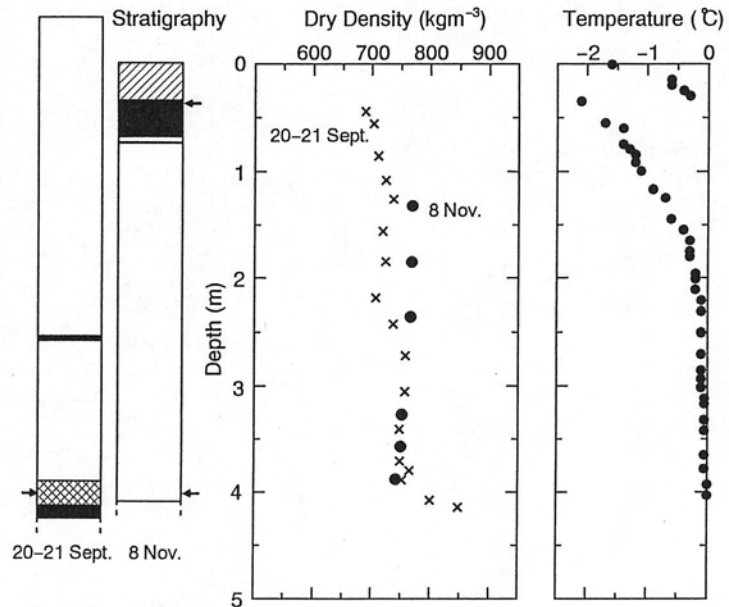 Stratigraphy
20–21 Sept. 8 Nov.
Dry Density (kgm⁻³)
600 700 800 900
Depth (m)
0
1
2
3
4
5
20–21 Sept.
8 Nov.
Temperature (℃)
−2 −1 0